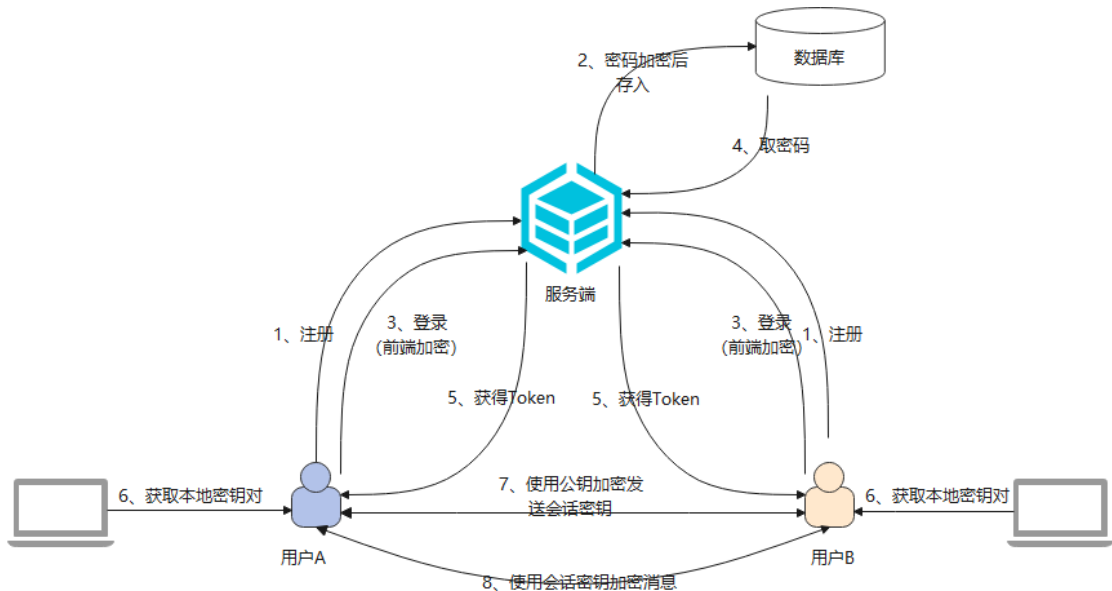 数据库
2、密码加密后
存入
4、取密码
服务端
1、注册
3、登录
（前端加密）
3、登录
（前端加密）
1、注册
5、获得Token
5、获得Token
6、获取本地密钥对
7、使用公钥加密发
送会话密钥
6、获取本地密钥对
用户A
用户B
8、使用会话密钥加密消息